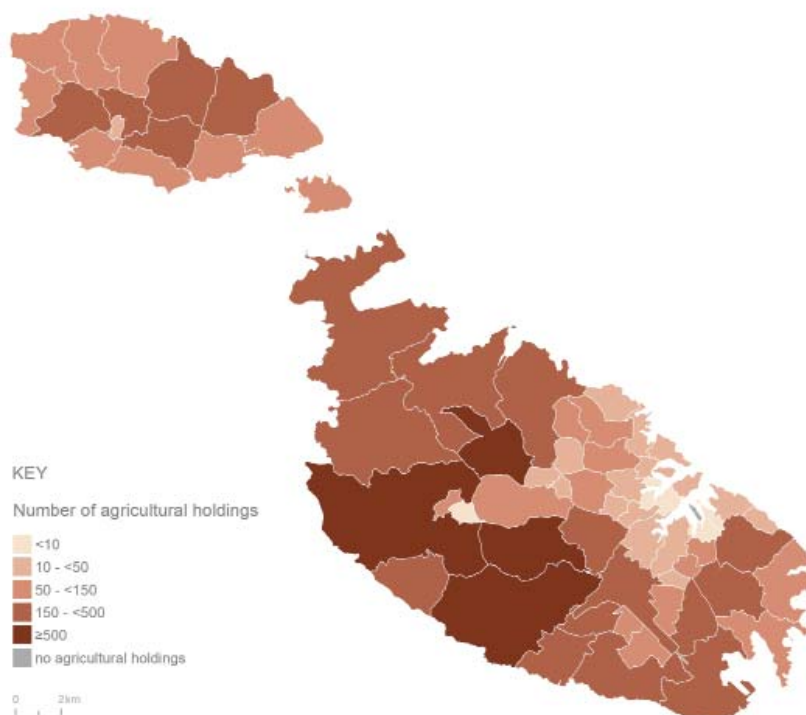 KEY
Number of agricultural holdings
<10
10 - <50
50 - <150
150 - <500
≥500
no agricultural holdings
0 2km